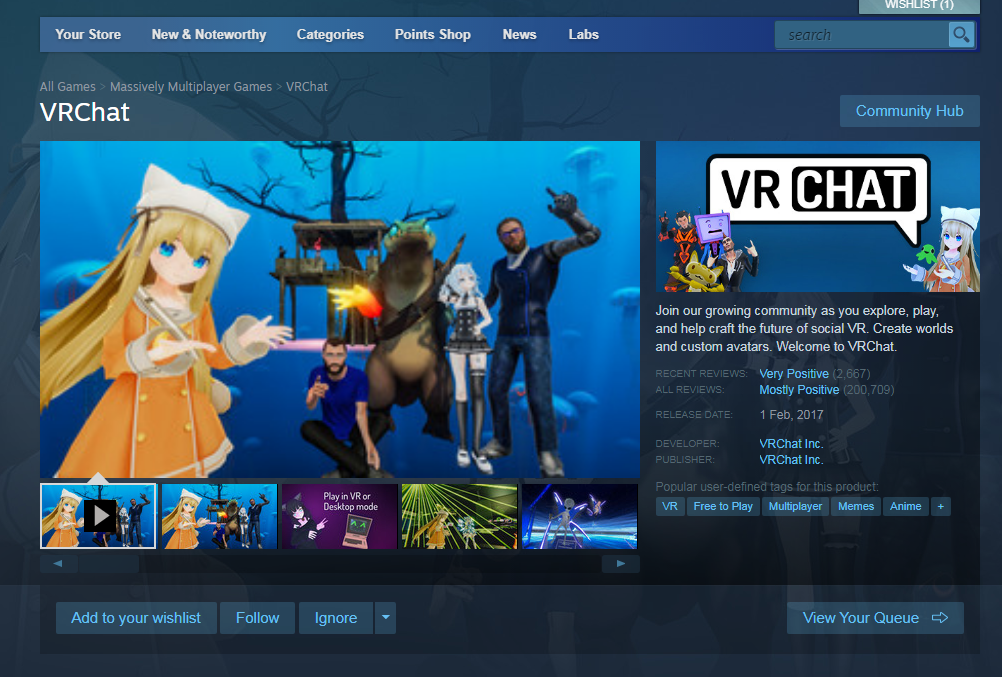 WISHLIST (1)
Your Store New & Noteworthy Categories Points Shop News Labs search
All Games > Massively Multiplayer Games > VRChat
VRChat
Community Hub
VR CHAT
Join our growing community as you explore, play,
and help craft the future of social VR. Create worlds
and custom avatars. Welcome to VRChat.
RECENT REVIEWS: Very Positive (2,667)
ALL REVIEWS: Mostly Positive (200,709)
RELEASE DATE: 1 Feb, 2017
DEVELOPER: VRChat Inc.
PUBLISHER: VRChat Inc.
Popular user-defined tags for this product:
VR Free to Play Multiplayer Memes Anime +
Play in VR or
Desktop mode
Add to your wishlist Follow Ignore View Your Queue